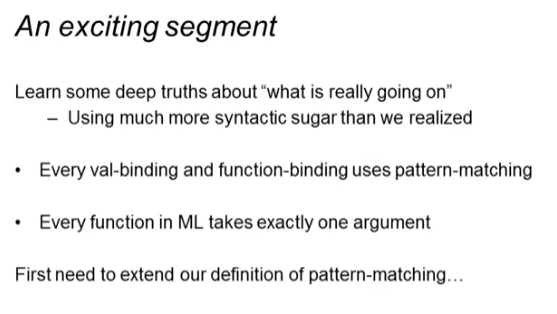 An exciting segment
Learn some deep truths about “what is really going on”
– Using much more syntactic sugar than we realized
• Every val-binding and function-binding uses pattern-matching
• Every function in ML takes exactly one argument
First need to extend our definition of pattern-matching…